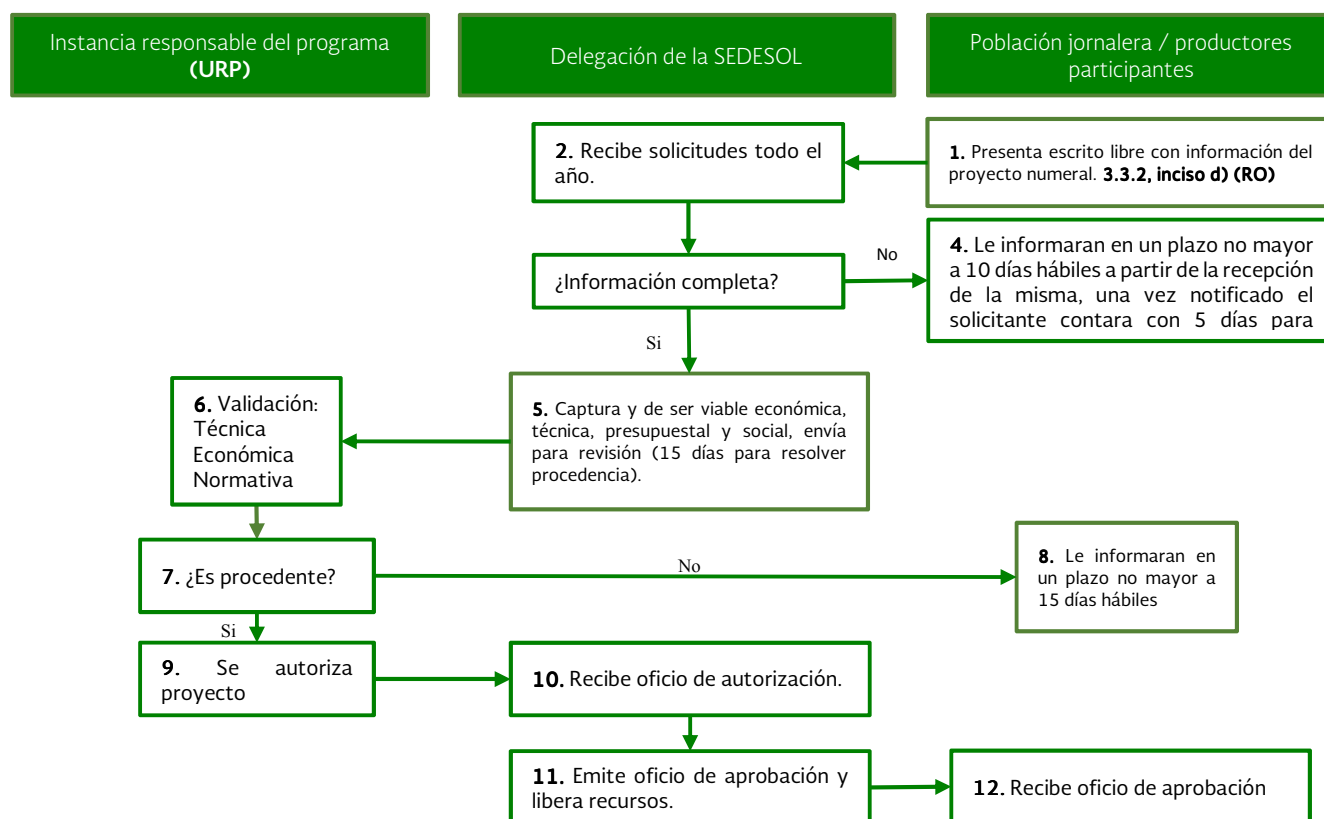 Instancia responsable del programa
(URP)
Delegación de la SEDESOL
Población jornalera / productores
participantes
2. Recibe solicitudes todo el
año.
1. Presenta escrito libre con información del
proyecto numeral. 3.3.2, inciso d) (RO)
¿Información completa?
No
4. Le informaran en un plazo no mayor
a 10 días hábiles a partir de la recepción
de la misma, una vez notificado el
solicitante contara con 5 días para
Si
6. Validación:
Técnica
Económica
Normativa
5. Captura y de ser viable económica,
técnica, presupuestal y social, envía
para revisión (15 días para resolver
procedencia).
7. ¿Es procedente?
No
8. Le informaran en
un plazo no mayor a
15 días hábiles
Si
9. Se autoriza
proyecto
10. Recibe oficio de autorización.
11. Emite oficio de aprobación y
libera recursos.
12. Recibe oficio de aprobación